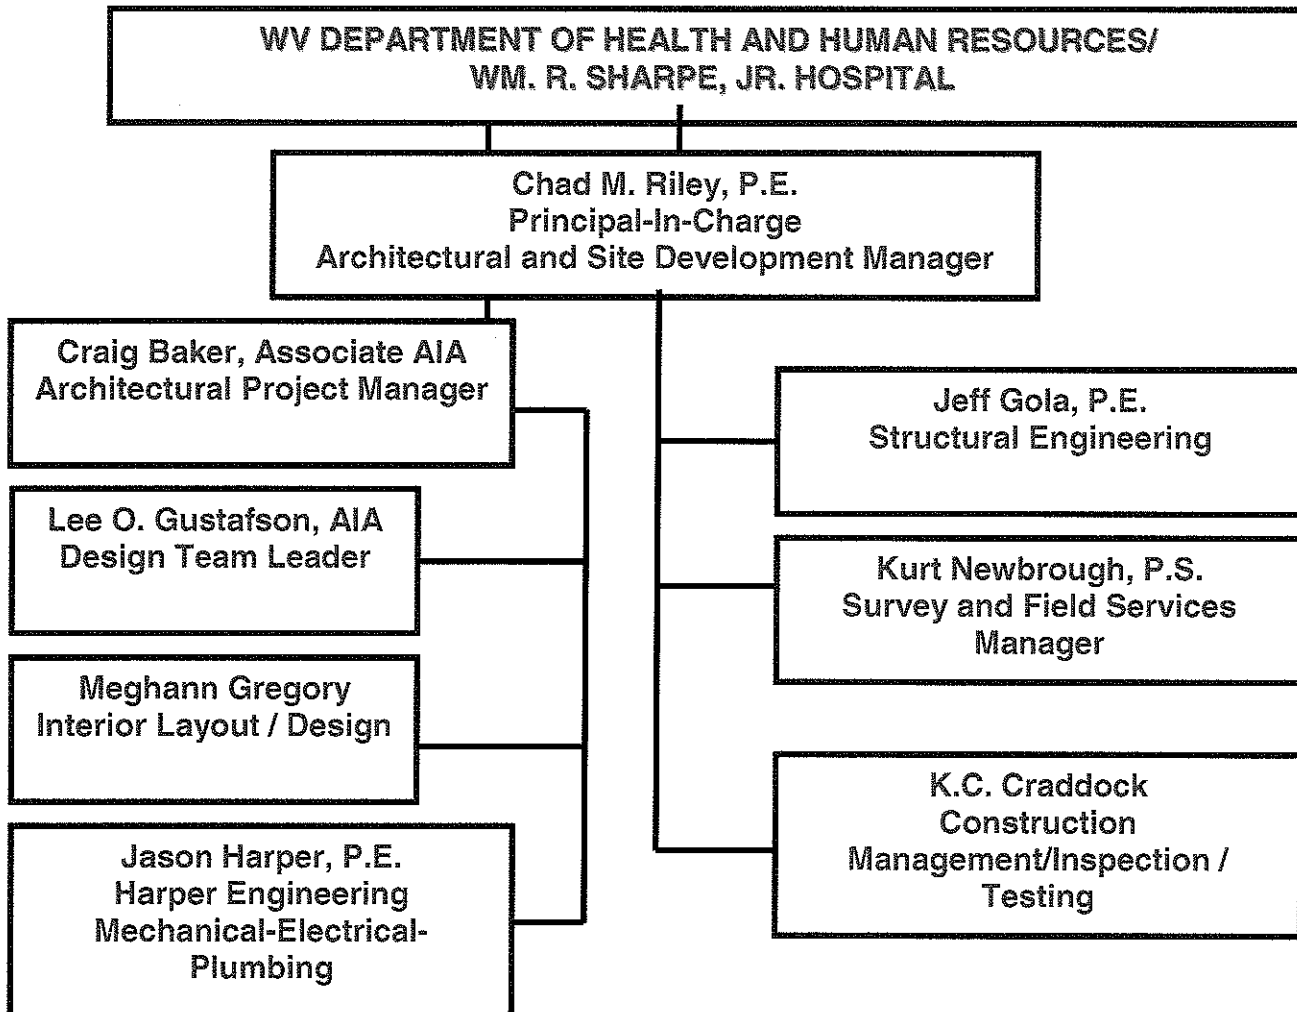 WV DEPARTMENT OF HEALTH AND HUMAN RESOURCES/
WM. R. SHARPE, JR. HOSPITAL
Chad M. Riley, P.E.
Principal-In-Charge
Architectural and Site Development Manager
Craig Baker, Associate AIA
Architectural Project Manager
Lee O. Gustafson, AIA
Design Team Leader
Meghann Gregory
Interior Layout / Design
Jason Harper, P.E.
Harper Engineering
Mechanical-Electrical-
Plumbing
Jeff Gola, P.E.
Structural Engineering
Kurt Newbrough, P.S.
Survey and Field Services
Manager
K.C. Craddock
Construction
Management/Inspection /
Testing